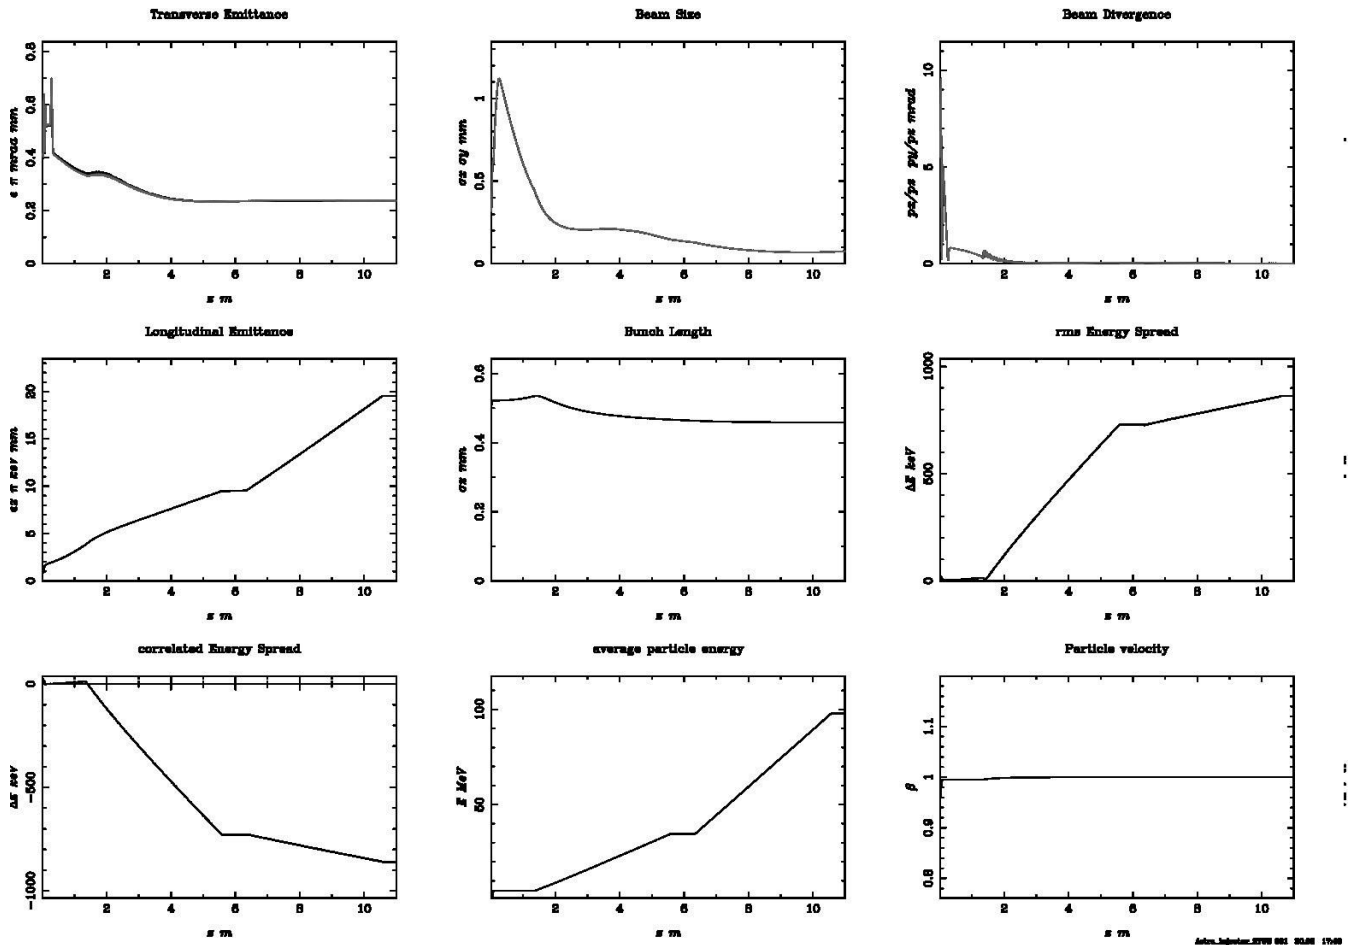 Transverse Emittance
Beam Size
Beam Divergence
ε π mrad mm
0 0.2 0.4 0.6 0.8
2 4 6 8 10
z m
σx σy mm
0 0.5 1
2 4 6 8 10
z m
px/pz py/pz mrad
0 5 10
2 4 6 8 10
z m
Longitudinal Emittance
Bunch Length
rms Energy Spread
εz π keV mm
0 5 10 15 20
2 4 6 8 10
z m
σz mm
0 0.2 0.4 0.6
2 4 6 8 10
z m
ΔE keV
0 500 1000
2 4 6 8 10
z m
correlated Energy Spread
average particle energy
Particle velocity
ΔE keV
-1000 -500 0
2 4 6 8 10
z m
E MeV
50 100
2 4 6 8 10
z m
β
0.8 0.9 1 1.1
2 4 6 8 10
z m